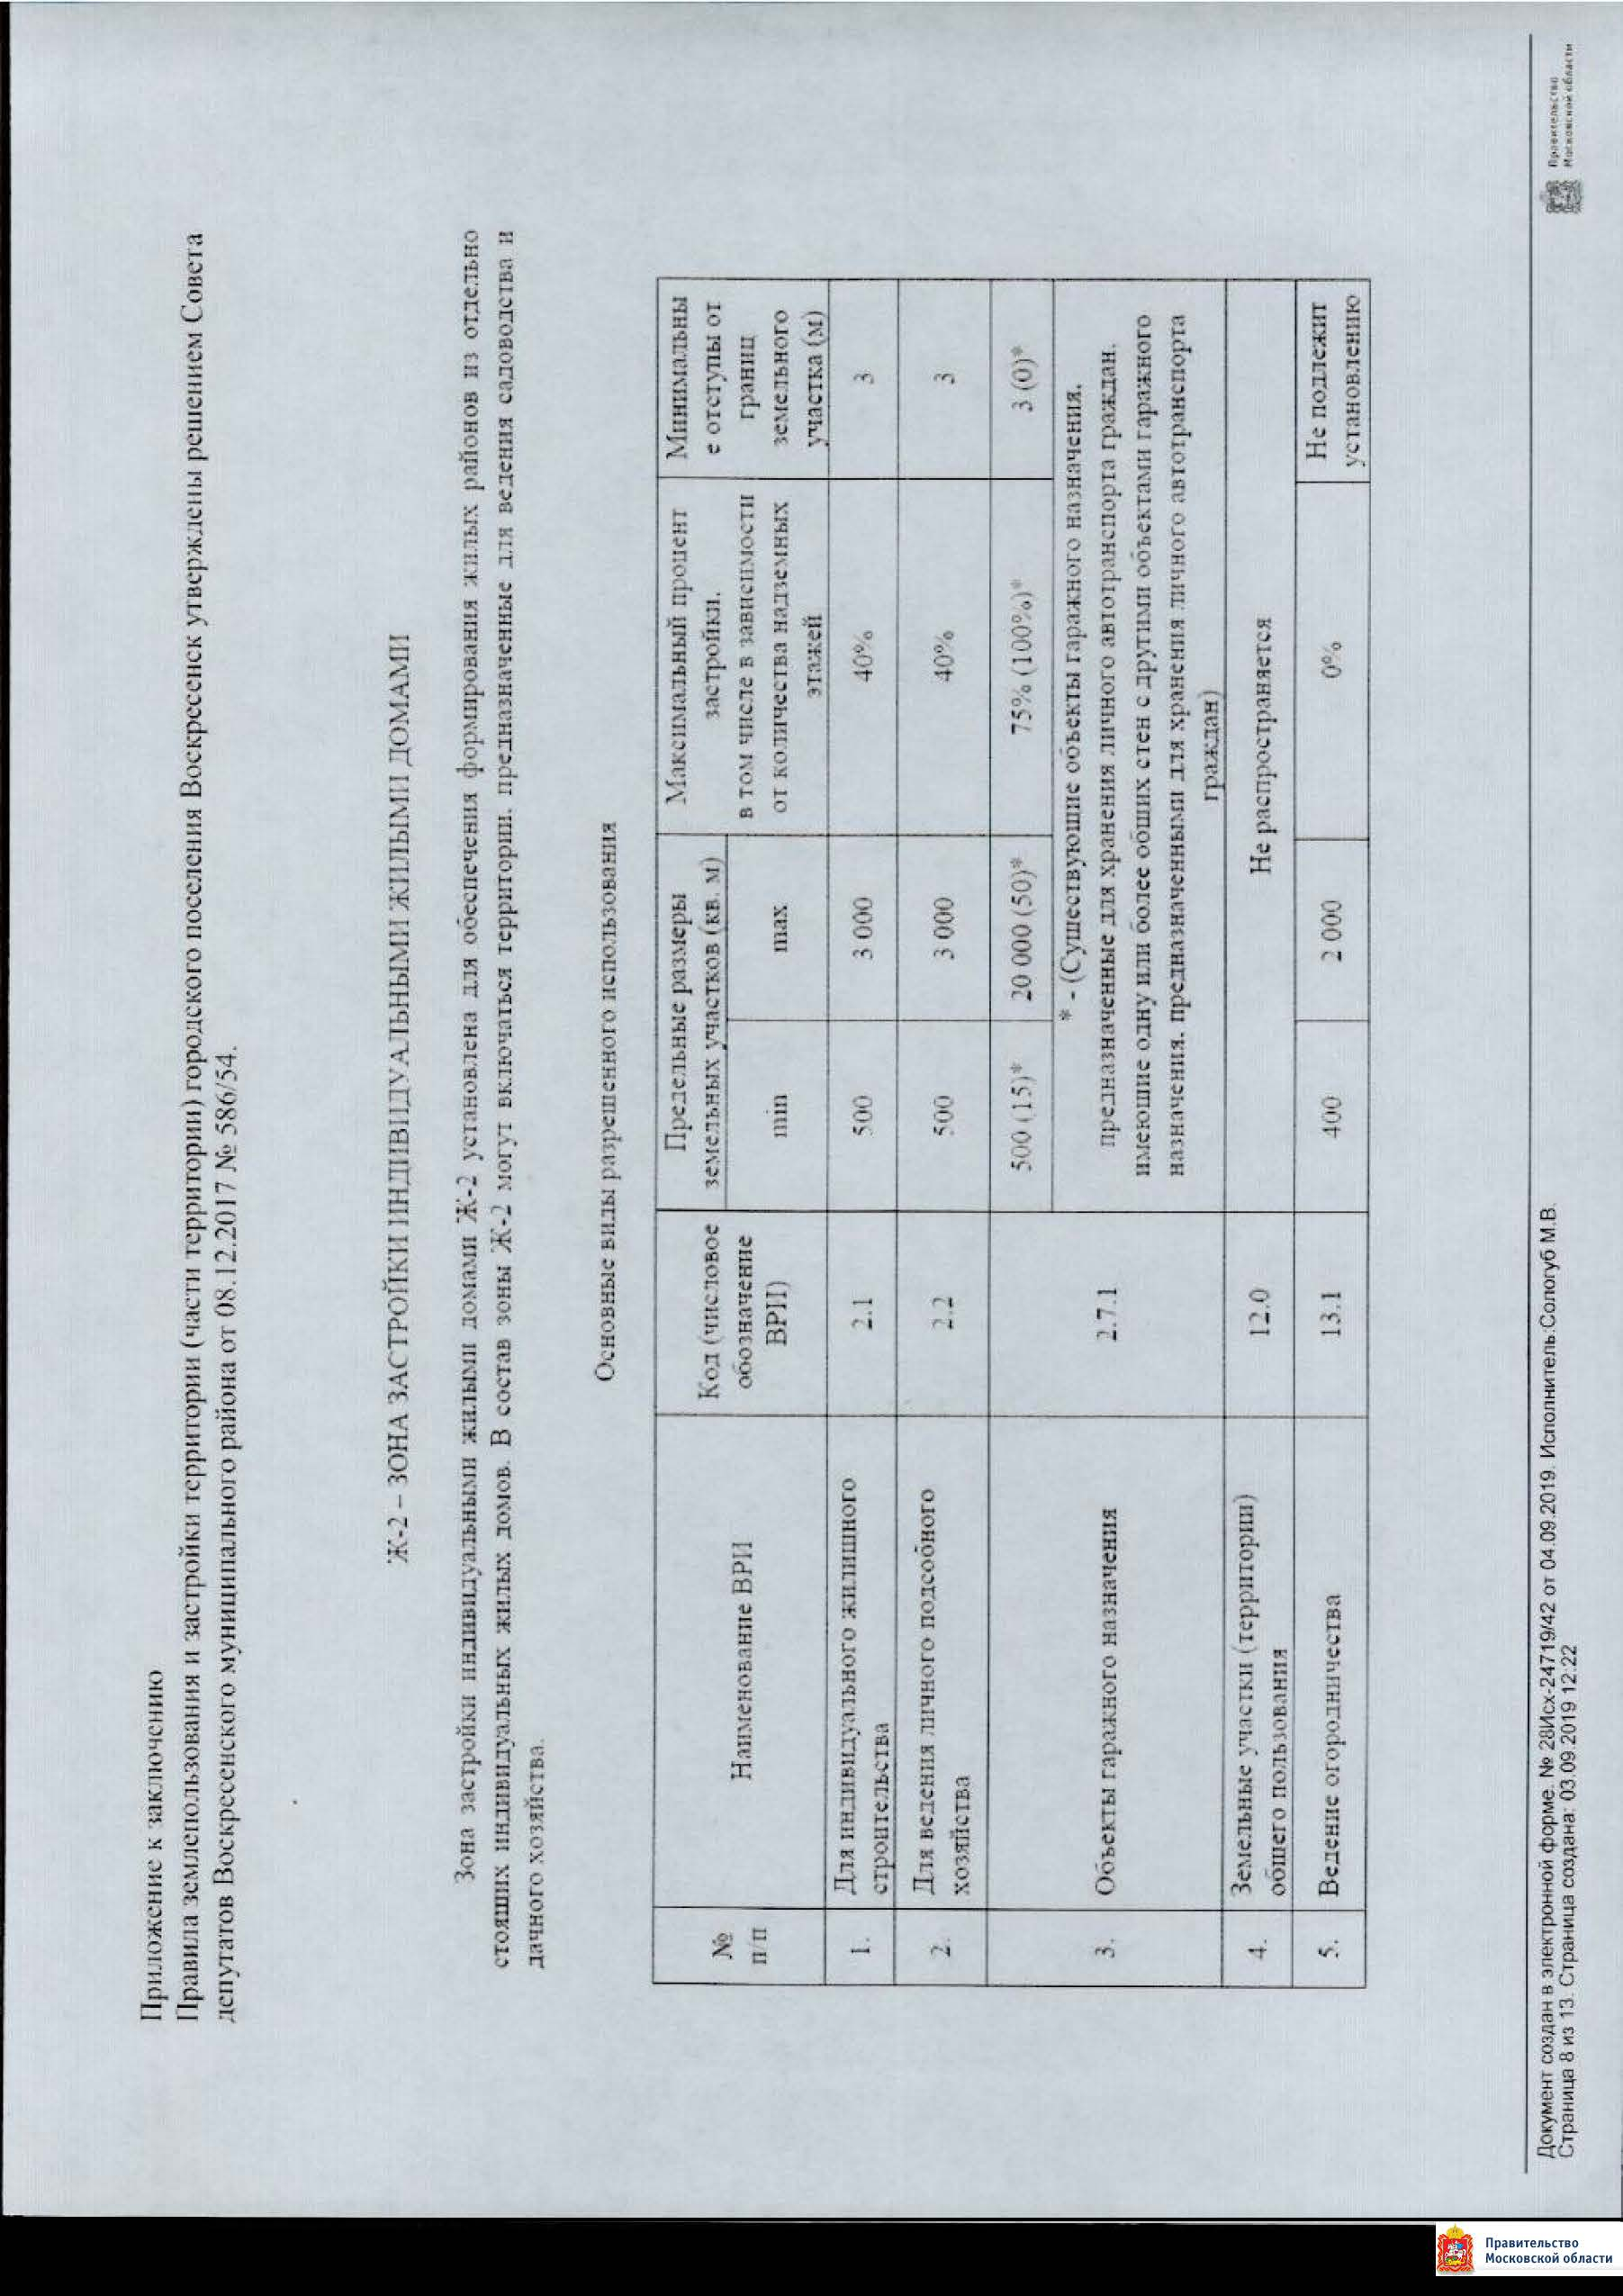 Приложение к заключению
Правила землепользования и застройки территории (части территории) городского поселения Воскресенск утверждены решением Совета
депутатов Воскресенского муниципального района от 08.12.2017 № 586/54.
Ж-2 – ЗОНА ЗАСТРОЙКИ ИНДИВИДУАЛЬНЫМИ ЖИЛЫМИ ДОМАМИ
Зона застройки индивидуальными жилыми домами Ж-2 установлена для обеспечения формирования жилых районов из отдельно
стоящих индивидуальных жилых домов. В состав зоны Ж-2 могут включаться территории, предназначенные для ведения садоводства и
дачного хозяйства.
Основные виды разрешенного использования
№
п/п
Наименование ВРИ
Код (числовое
обозначение
ВРИ)
Предельные размеры
земельных участков (кв. м)
min
max
Максимальный процент
застройки,
в том числе в зависимости
от количества надземных
этажей
Минимальны
е отступы от
границ
земельного
участка (м)
1.
Для индивидуального жилищного
строительства
2.1
500
3 000
40%
3
2.
Для ведения личного подсобного
хозяйства
2.2
500
3 000
40%
3
3.
Объекты гаражного назначения
2.7.1
500 (15)*
20 000 (50)*
75% (100%)*
3 (0)*
* - (Существующие объекты гаражного назначения,
предназначенные для хранения личного автотранспорта граждан,
имеющие одну или более общих стен с другими объектами гаражного
назначения, предназначенными для хранения личного автотранспорта
граждан)
4.
Земельные участки (территории)
общего пользования
12.0
Не распространяется
5.
Ведение огородничества
13.1
400
2 000
0%
Не подлежит
установлению
Документ создан в электронной форме. № 28Исх-24719/42 от 04.09.2019. Исполнитель:Сологуб М.В.
Страница 8 из 13. Страница создана: 03.09.2019 12:22
Правительство
Московской области
Правительство
Московской области